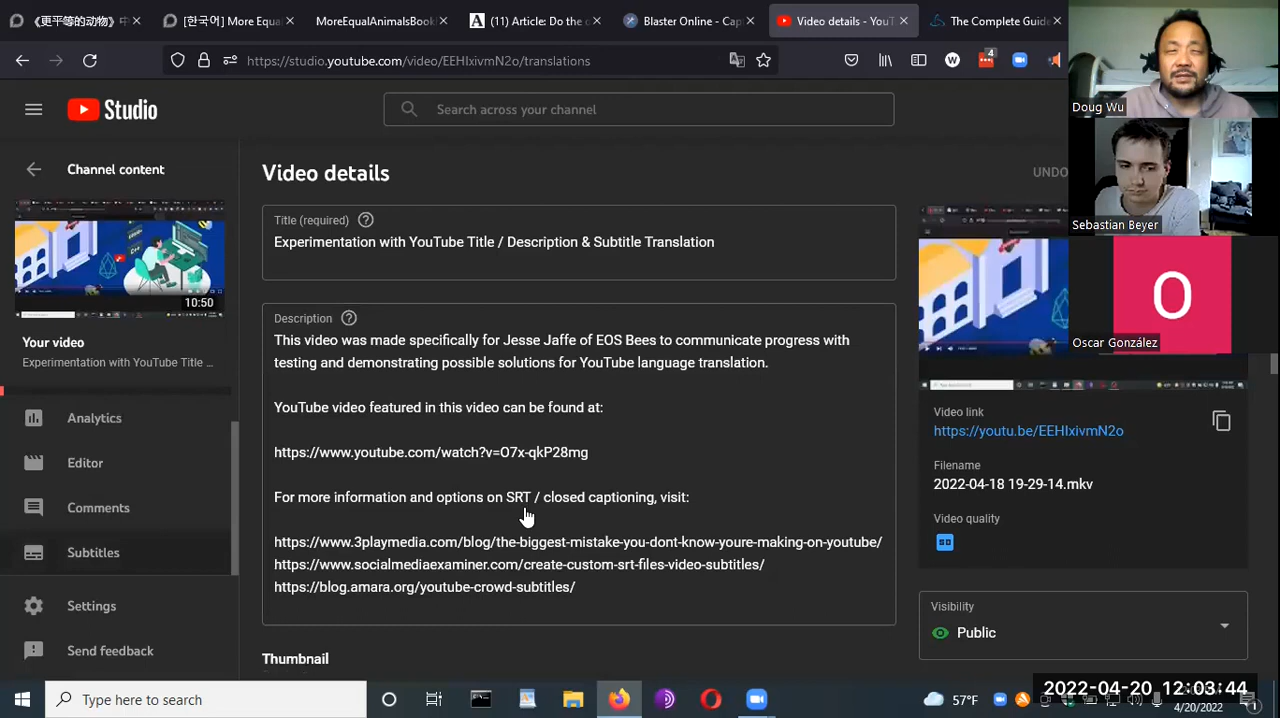 《更平等的动物》中
[한국어] More Equa
MoreEqualAnimalsBook
(11) Article: Do the c
Blaster Online - Cap
Video details - YouT
The Complete Guide
https://studio.youtube.com/video/EEHIxivmN2o/translations
4
Studio
Search across your channel
Doug Wu
Channel content
Video details
UNDO
Title (required)
Experimentation with YouTube Title / Description & Subtitle Translation
Sebastian Beyer
10:50
Description
This video was made specifically for Jesse Jaffe of EOS Bees to communicate progress with
testing and demonstrating possible solutions for YouTube language translation.
YouTube video featured in this video can be found at:
https://www.youtube.com/watch?v=O7x-qkP28mg
For more information and options on SRT / closed captioning, visit:
https://www.3playmedia.com/blog/the-biggest-mistake-you-dont-know-youre-making-on-youtube/
https://www.socialmediaexaminer.com/create-custom-srt-files-video-subtitles/
https://blog.amara.org/youtube-crowd-subtitles/
O
Oscar González
Your video
Experimentation with YouTube Title ...
Analytics
Editor
Comments
Subtitles
Settings
Send feedback
Video link
https://youtu.be/EEHIxivmN2o
Filename
2022-04-18 19-29-14.mkv
Video quality
SD
Visibility
Public
Thumbnail
Type here to search
57°F
2022-04-20 12:03:44
4/20/2022
1